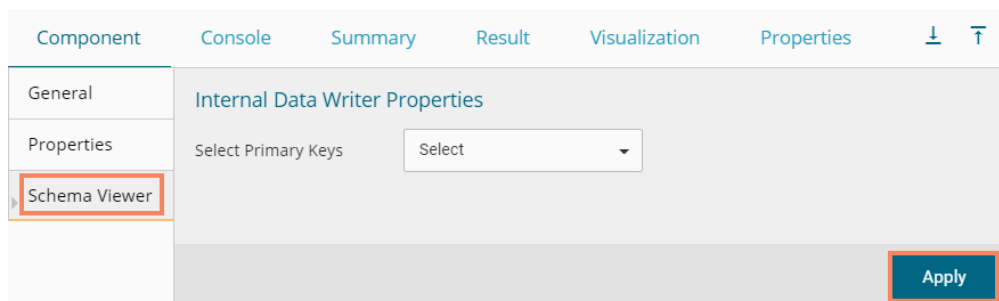 Component Console Summary Result Visualization Properties
General
Internal Data Writer Properties
Properties
Select Primary Keys Select
Schema Viewer
Apply